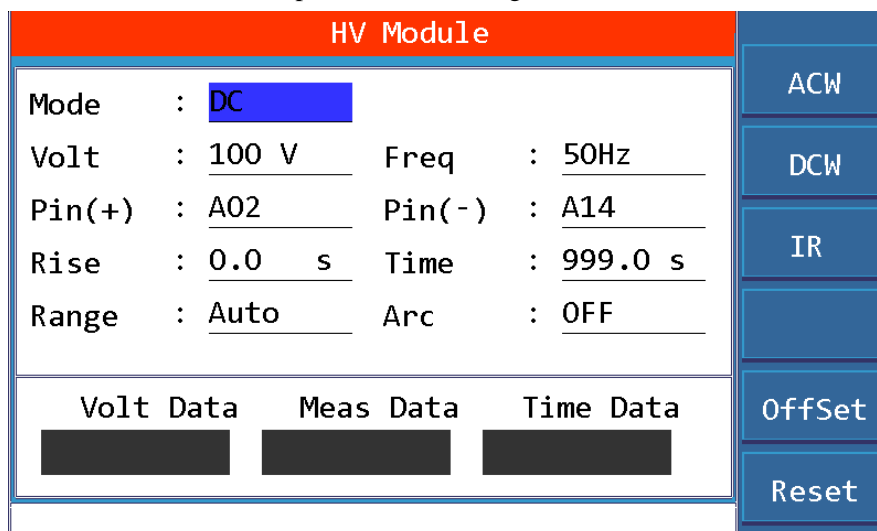 HV Module
Mode : DC
Volt : 100 V Freq : 50Hz
Pin(+) : A02 Pin(-) : A14
Rise : 0.0 s Time : 999.0 s
Range : Auto Arc : OFF
Volt Data Meas Data Time Data
ACW
DCW
IR
OffSet
Reset